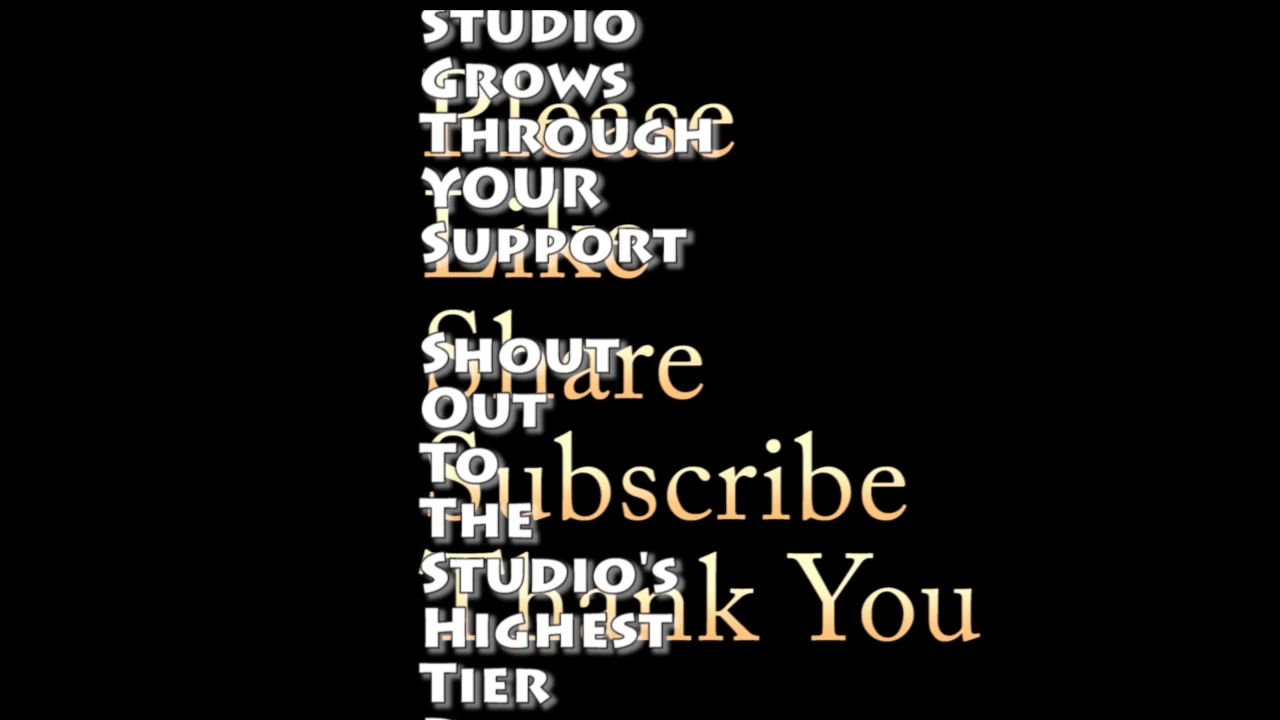 STUDIO
GROWS
THROUGH
YOUR
SUPPORT
SHOUT
OUT
TO
THE
STUDIO'S
HIGHEST
TIER
Please
Like
Share
Subscribe
Thank You